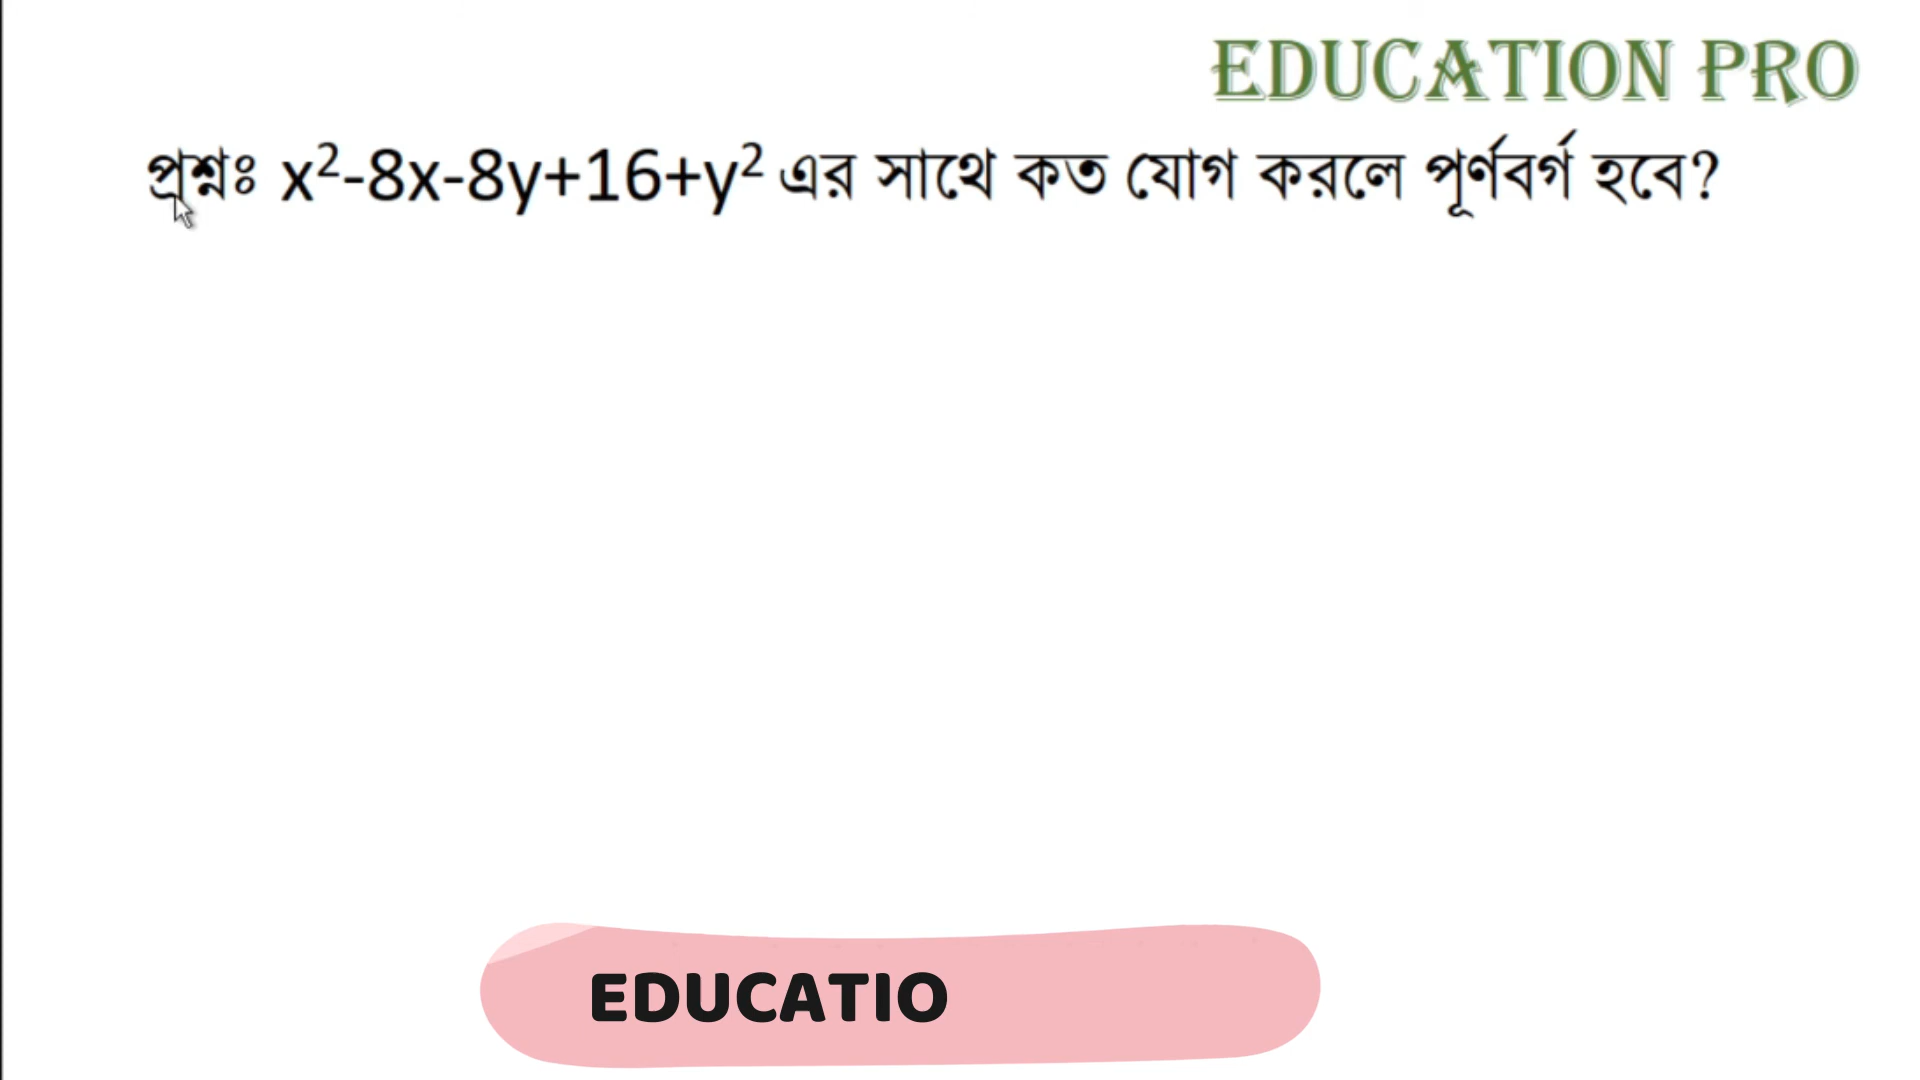 EDUCATION PRO
প্রশ্নঃ x²-8x-8y+16+y² এর সাথে কত যোগ করলে পূর্ণবর্গ হবে?
EDUCATIO